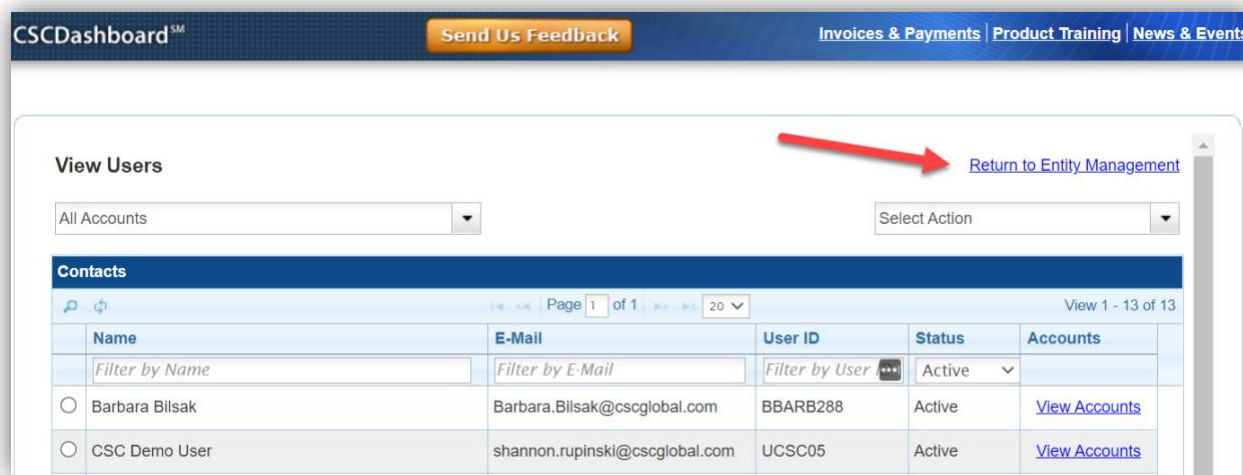 CSCDashboard℠ Send Us Feedback Invoices & Payments | Product Training | News & Events
View Users Return to Entity Management
All Accounts Select Action
Contacts
Page 1 of 1 20 View 1 - 13 of 13
Name E-Mail User ID Status Accounts
Filter by Name Filter by E-Mail Filter by User Active
Barbara Bilsak Barbara.Bilsak@cscglobal.com BBARB288 Active View Accounts
CSC Demo User shannon.rupinski@cscglobal.com UCSC05 Active View Accounts